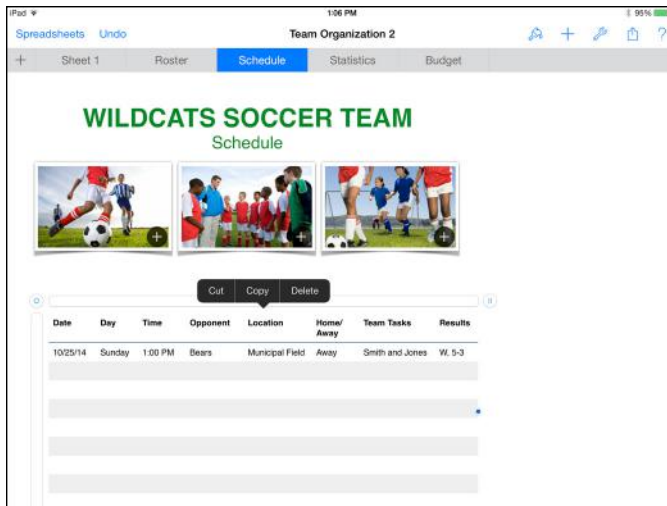 iPad 1:06 PM 95%
Spreadsheets Undo Team Organization 2 + ?
+ Sheet 1 Roster Schedule Statistics Budget
WILDCATS SOCCER TEAM
Schedule
Cut Copy Delete
Date Day Time Opponent Location Home/ Away Team Tasks Results
10/25/14 Sunday 1:00 PM Bears Municipal Field Away Smith and Jones W, 5-3